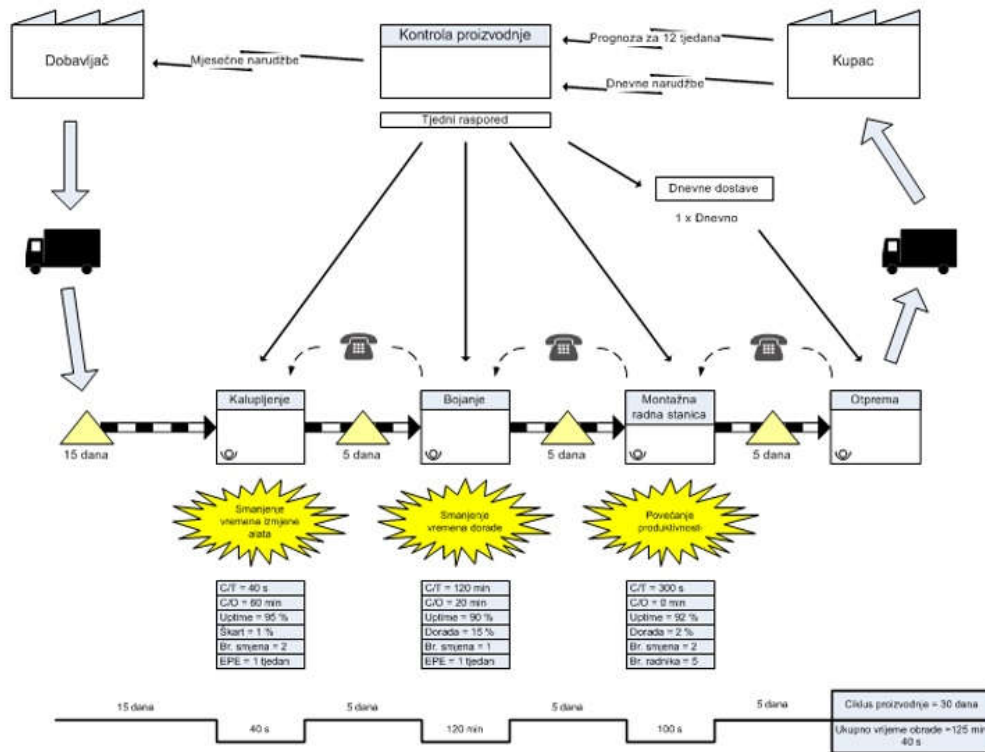 Dobavljač
Mjesečne narudžbe
Kontrola proizvodnje
Prognoza za 12 tjedana
Dnevne narudžbe
Kupac
Tjedni raspored
Dnevne dostave
1 x Dnevno
Kalupljenje
Bojanje
Montažna
radna stanica
Otprema
15 dana
5 dana
5 dana
5 dana
Smanjenje
vremena izmjene
alata
Smanjenje
vremena dorade
Povećanje
produktivnosti
C/T = 40 s
C/O = 60 min
Uptime = 95 %
Škart = 1 %
Br. smjena = 2
EPE = 1 tjedan
C/T = 120 min
C/O = 20 min
Uptime = 90 %
Dorada = 15 %
Br. smjena = 1
EPE = 1 tjedan
C/T = 300 s
C/O = 0 min
Uptime = 92 %
Dorada = 2 %
Br. smjena = 2
Br. radnika = 5
15 dana
40 s
5 dana
120 min
5 dana
100 s
5 dana
Ciklus proizvodnje = 30 dana
Ukupno vrijeme obrade =125 min
40 s